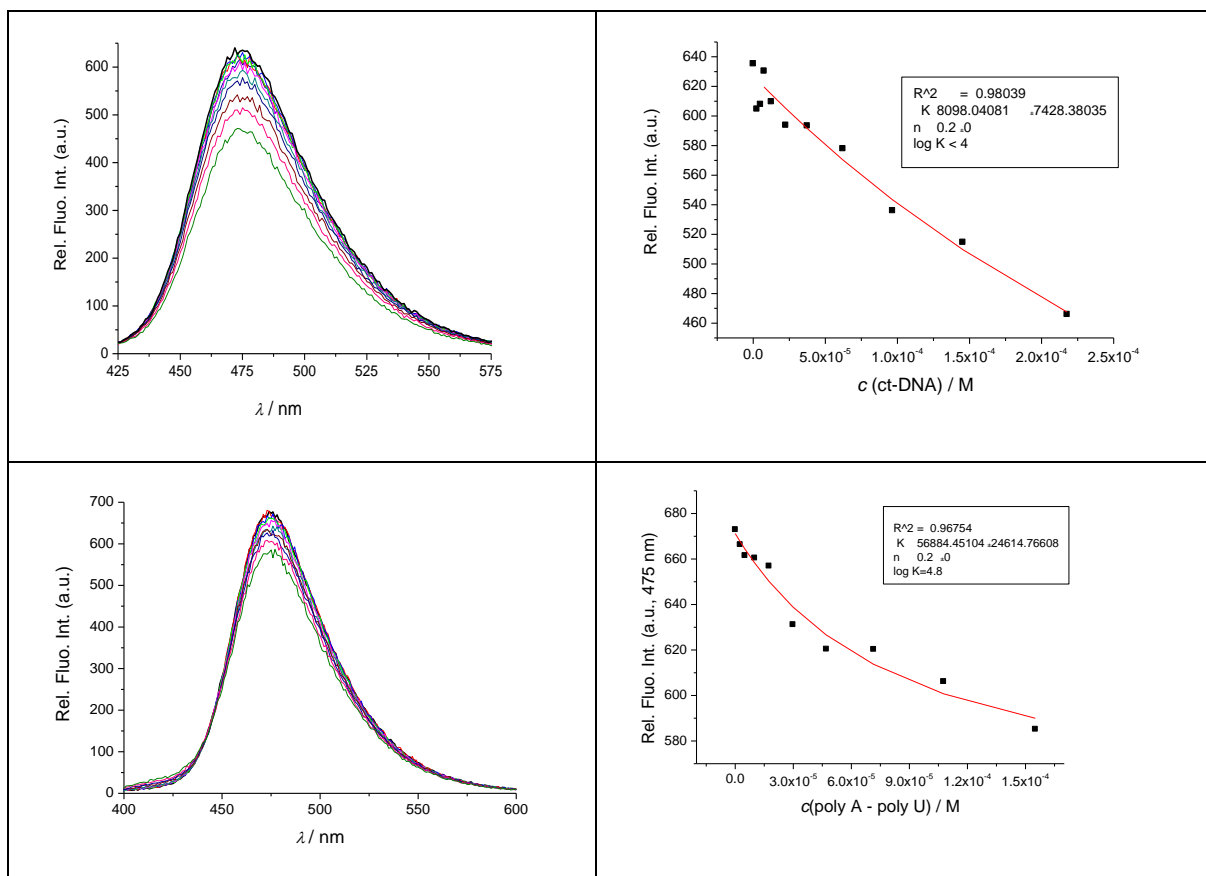 600
500
400
300
200
100
0
425 450 475 500 525 550 575
Rel. Fluo. Int. (a.u.)
λ / nm
640
620
600
580
560
540
520
500
480
460
0.0 5.0x10⁻⁵ 1.0x10⁻⁴ 1.5x10⁻⁴ 2.0x10⁻⁴ 2.5x10⁻⁴
Rel. Fluo. Int. (a.u.)
c (ct-DNA) / M
R^2 = 0.98039
K 8098.04081 ±7428.38035
n 0.2 ±0
log K < 4
700
600
500
400
300
200
100
0
400 450 500 550 600
Rel. Fluo. Int. (a.u.)
λ / nm
680
660
640
620
600
580
0.0 3.0x10⁻⁵ 6.0x10⁻⁵ 9.0x10⁻⁵ 1.2x10⁻⁴ 1.5x10⁻⁴
Rel. Fluo. Int. (a.u., 475 nm)
c(poly A - poly U) / M
R^2 = 0.96754
K 56884.45104 ±24614.76608
n 0.2 ±0
log K=4.8